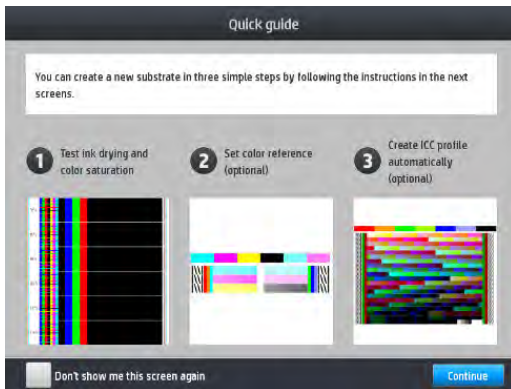 Quick guide
You can create a new substrate in three simple steps by following the instructions in the next
screens.
1 Test ink drying and
color saturation
2 Set color reference
(optional)
3 Create ICC profile
automatically
(optional)
Don't show me this screen again
Continue